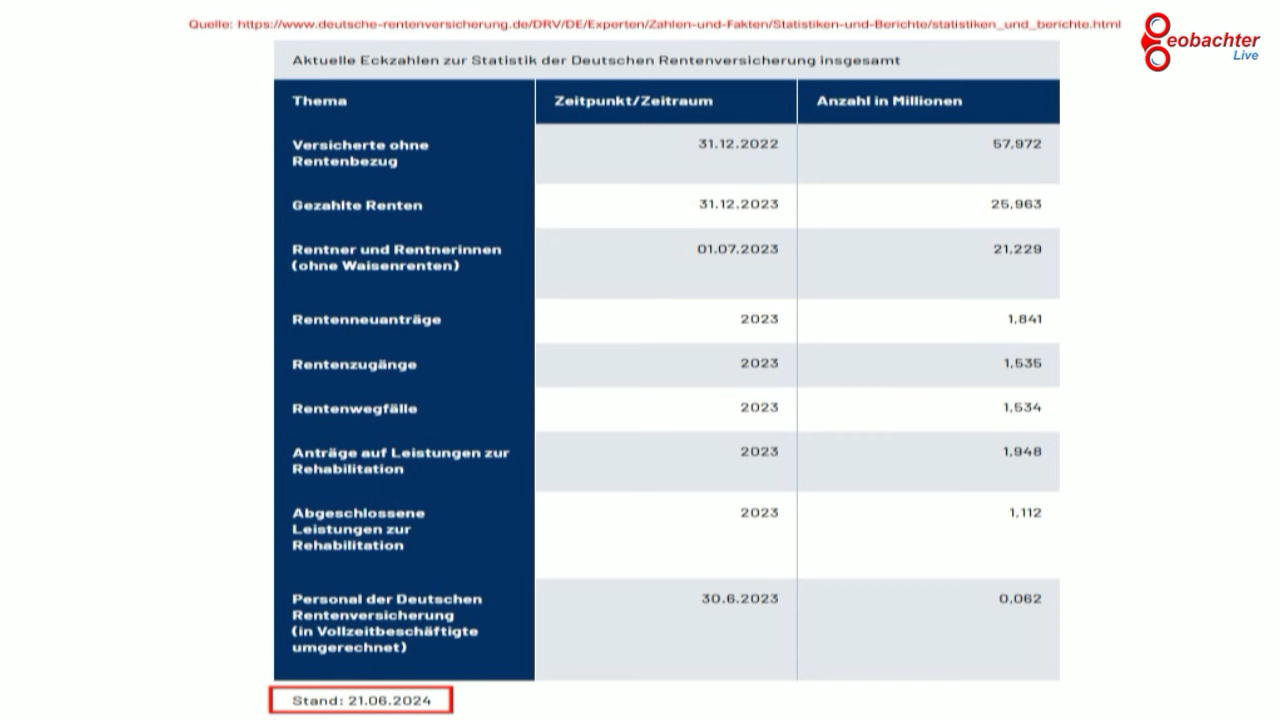 Quelle: https://www.deutsche-rentenversicherung.de/DRV/DE/Experten/Zahlen-und-Fakten/Statistiken-und-Berichte/statistiken_und_berichte.html
Beobachter
Live
Aktuelle Eckzahlen zur Statistik der Deutschen Rentenversicherung insgesamt
Thema Zeitpunkt/Zeitraum Anzahl in Millionen
Versicherte ohne 31.12.2022 57,972
Rentenbezug
Gezahlte Renten 31.12.2023 25,963
Rentner und Rentnerinnen 01.07.2023 21,229
(ohne Waisenrenten)
Rentenneuanträge 2023 1,841
Rentenzugänge 2023 1,535
Rentenwegfälle 2023 1,534
Anträge auf Leistungen zur 2023 1,948
Rehabilitation
Abgeschlossene 2023 1,112
Leistungen zur
Rehabilitation
Personal der Deutschen 30.6.2023 0,062
Rentenversicherung
(in Vollzeitbeschäftigte
umgerechnet)
Stand: 21.06.2024